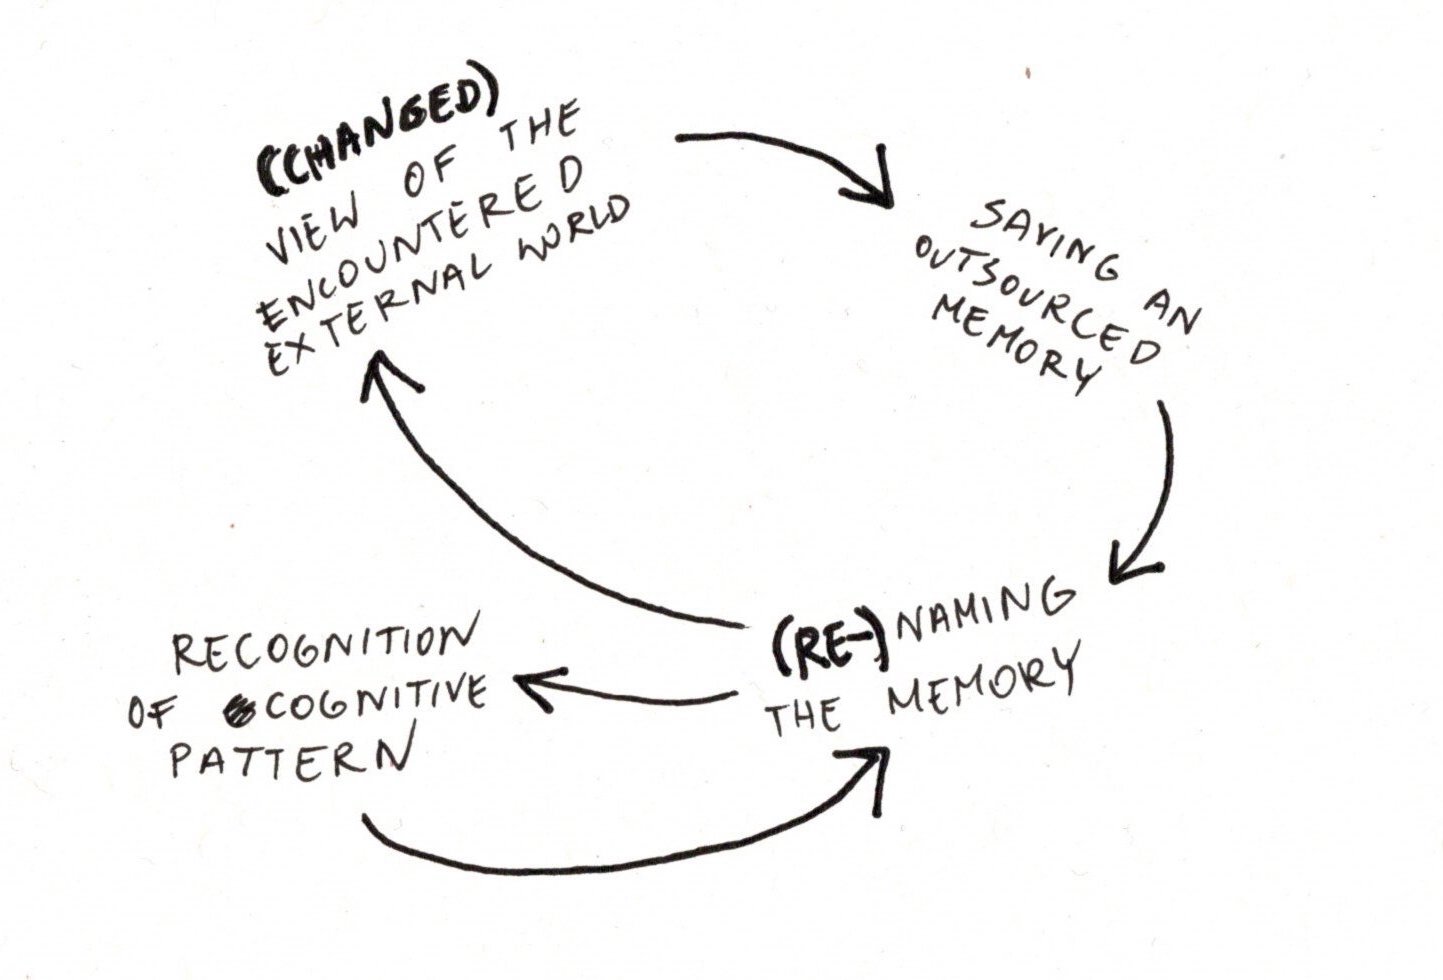 (CHANGED)
VIEW OF THE
ENCOUNTERED
EXTERNAL WORLD
SAVING AN
OUTSOURCED
MEMORY
(RE-) NAMING
THE MEMORY
RECOGNITION
OF COGNITIVE
PATTERN